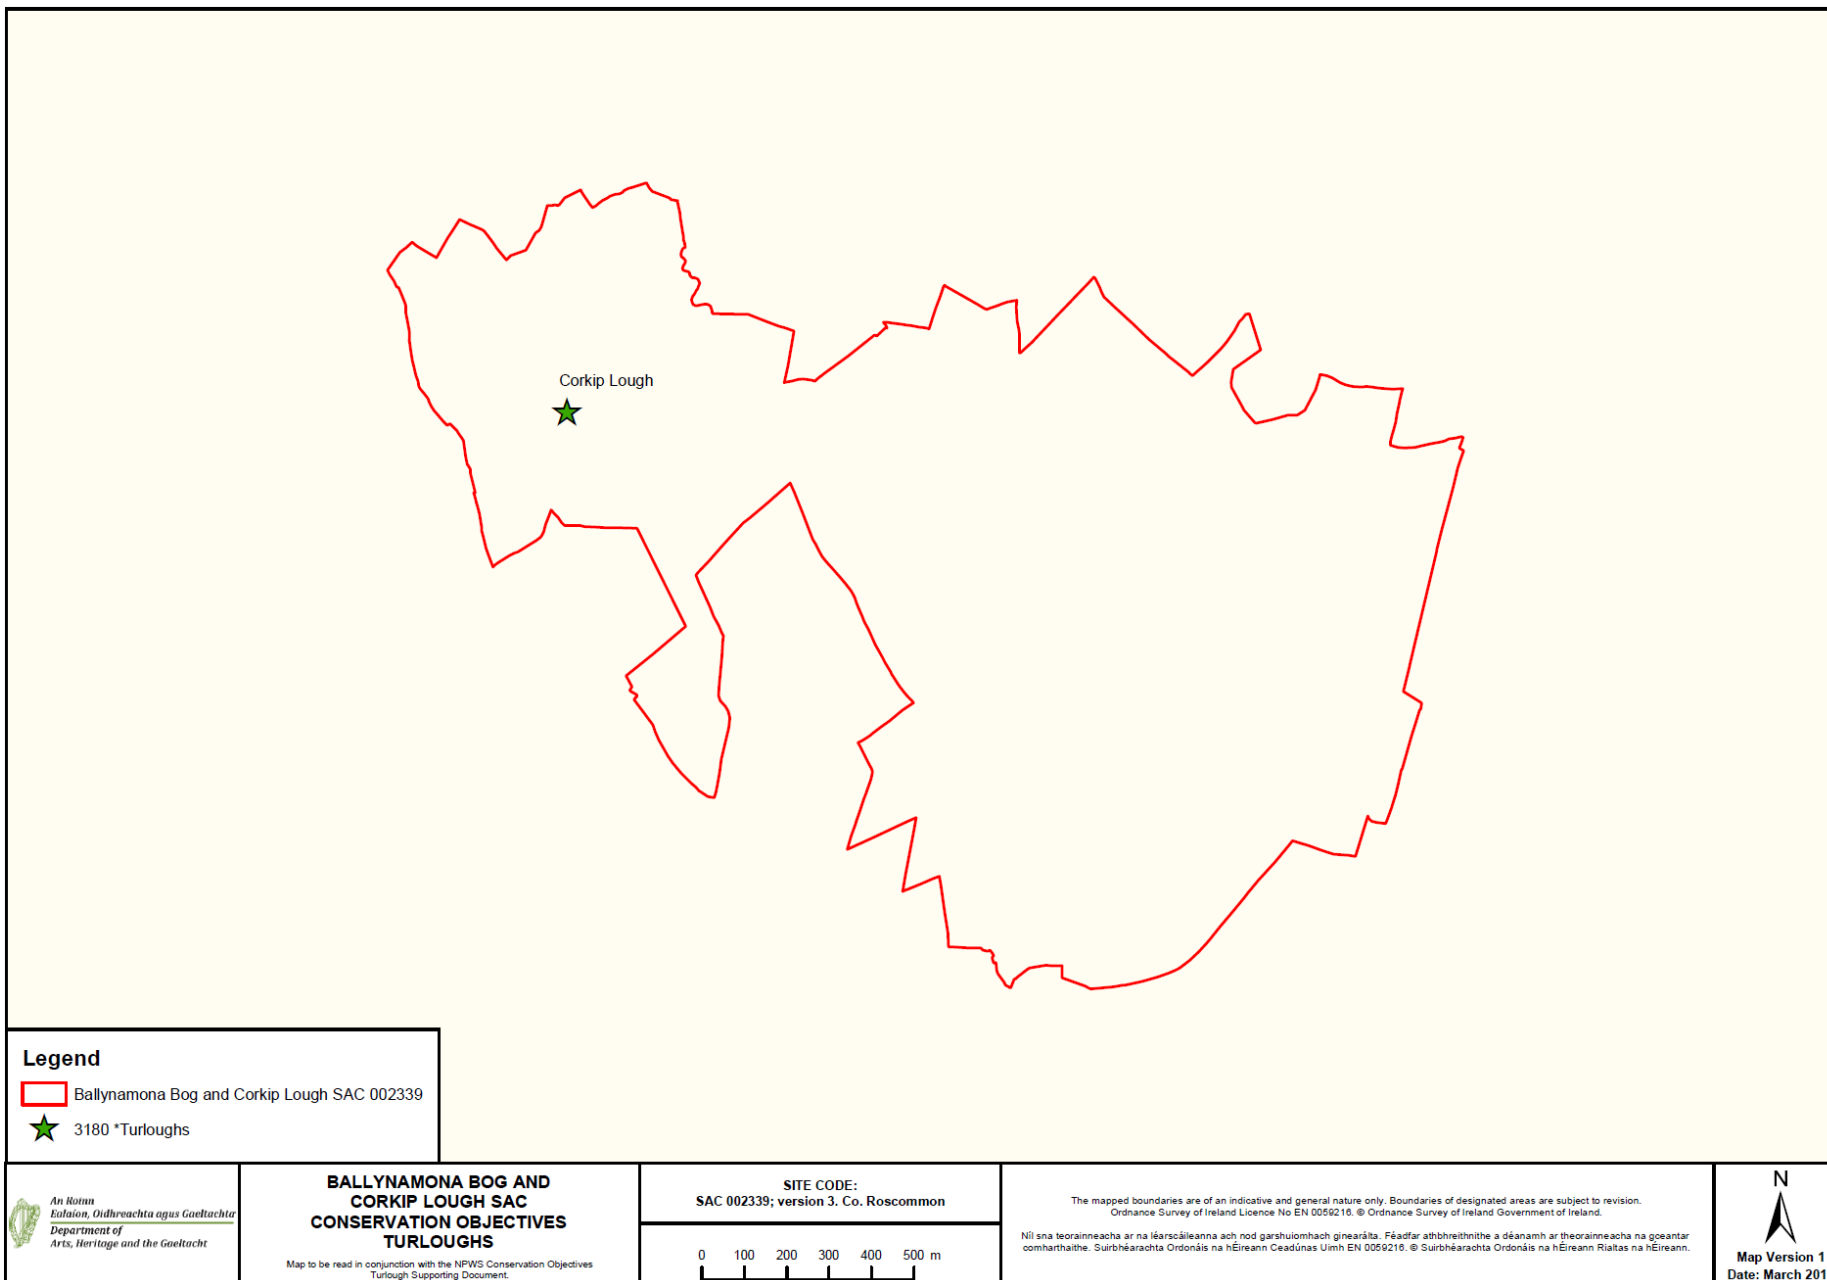 Corkip Lough
Legend
Ballynamona Bog and Corkip Lough SAC 002339
3180 *Turloughs
An Roinn
Ealaíon, Oidhreachta agus Gaeltachta
Department of
Arts, Heritage and the Gaeltacht
BALLYNAMONA BOG AND
CORKIP LOUGH SAC
CONSERVATION OBJECTIVES
TURLOUGHS
Map to be read in conjunction with the NPWS Conservation Objectives
Turlough Supporting Document.
SITE CODE:
SAC 002339; version 3. Co. Roscommon
0 100 200 300 400 500 m
The mapped boundaries are of an indicative and general nature only. Boundaries of designated areas are subject to revision.
Ordnance Survey of Ireland Licence No EN 0059216. © Ordnance Survey of Ireland Government of Ireland.
Níl sna teorainneacha ar na léarscáileanna ach nod garshuiomhach ginearálta. Féadfar athbhreithnithe a déanamh ar theorainneacha na gceantar
comharthaithe. Suirbhéarachta Ordonáis na hÉireann Ceadúnas Uimh EN 0059216. © Suirbhéarachta Ordonáis na hÉireann Rialtas na hÉireann.
N
Map Version 1
Date: March 201